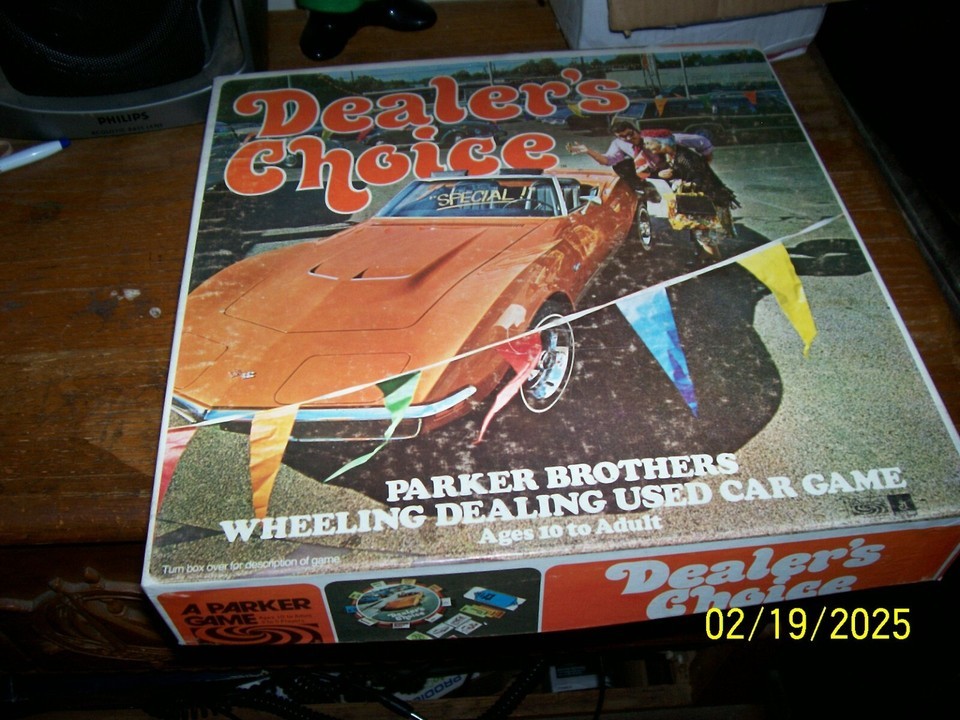 PHILIPS
Dealer's
Choice
"SPECIAL!!"
PARKER BROTHERS
WHEELING DEALING USED CAR GAME
Ages 10 to Adult
Turn box over for description of game
A PARKER
GAME
Dealer's
Choice
02/19/2025